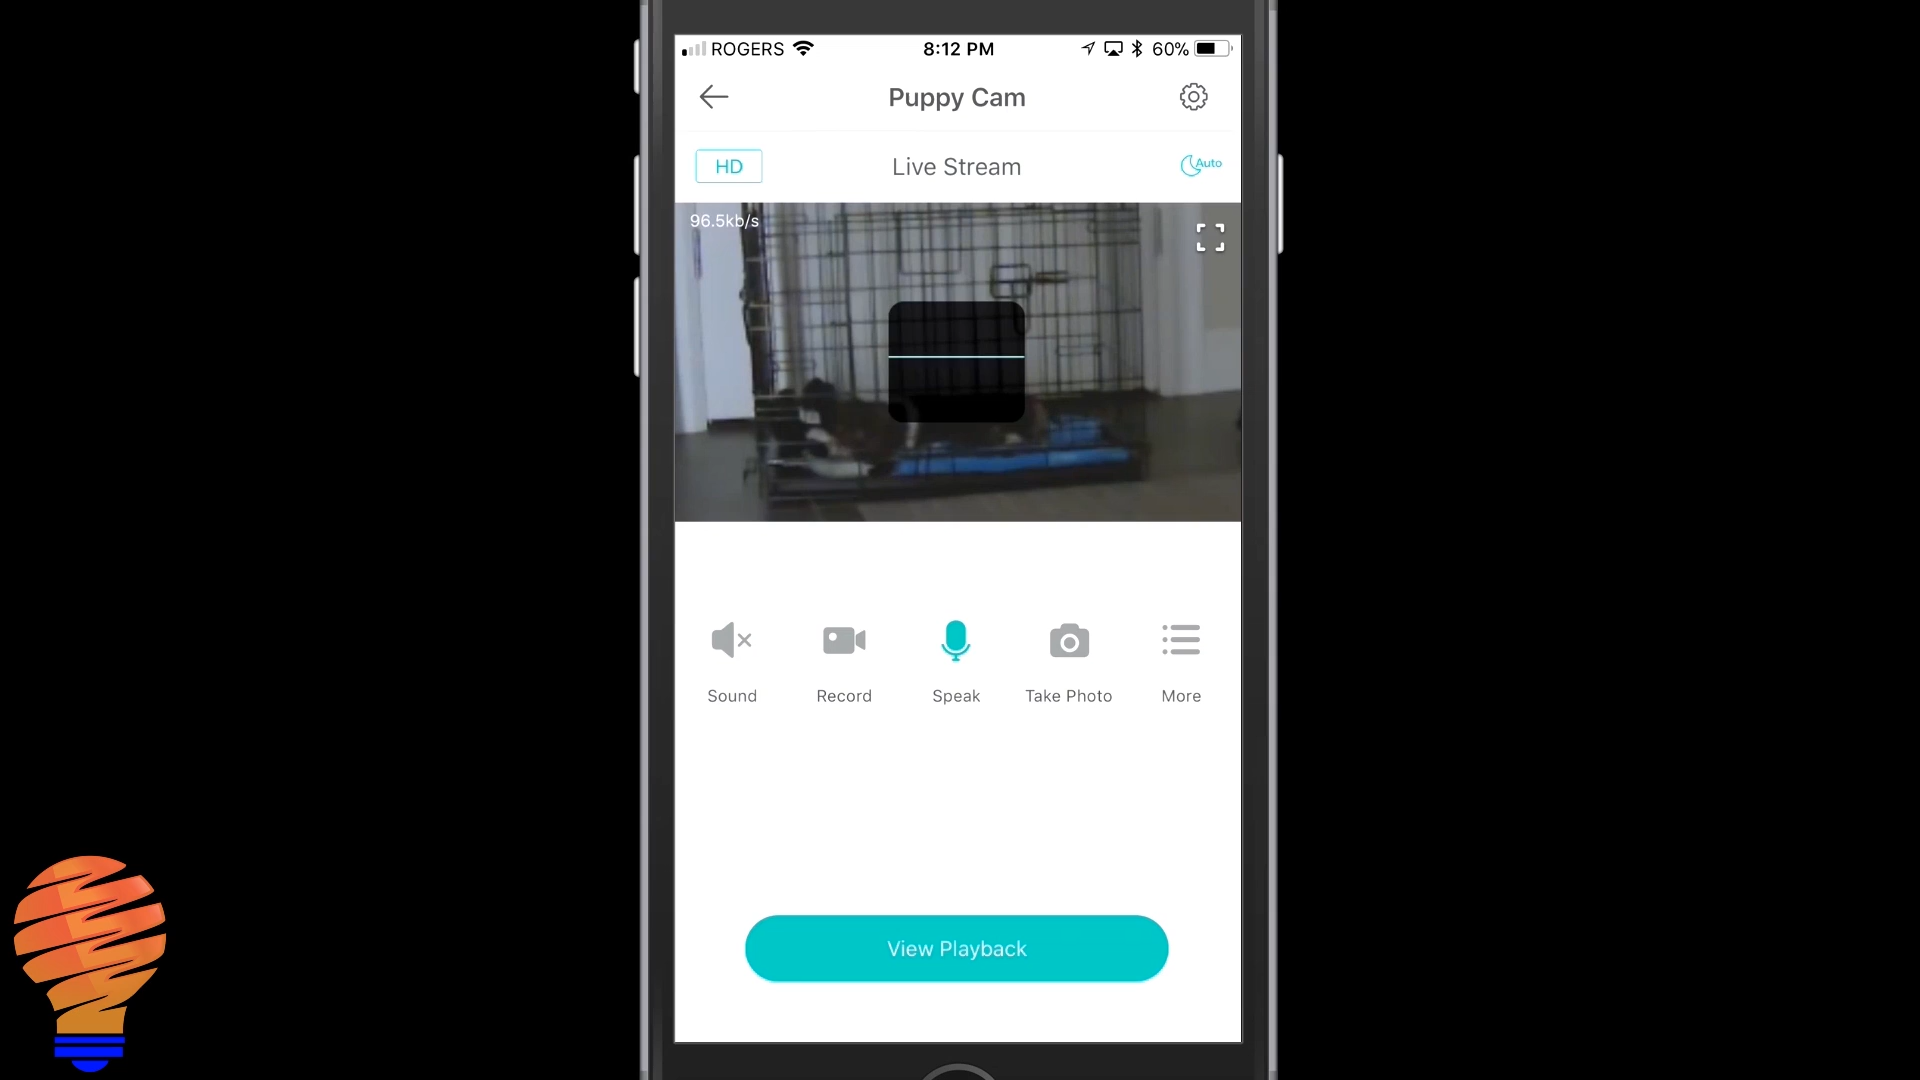 ROGERS 8:12 PM 60%
Puppy Cam
HD Live Stream Auto
96.5kb/s
Sound Record Speak Take Photo More
View Playback